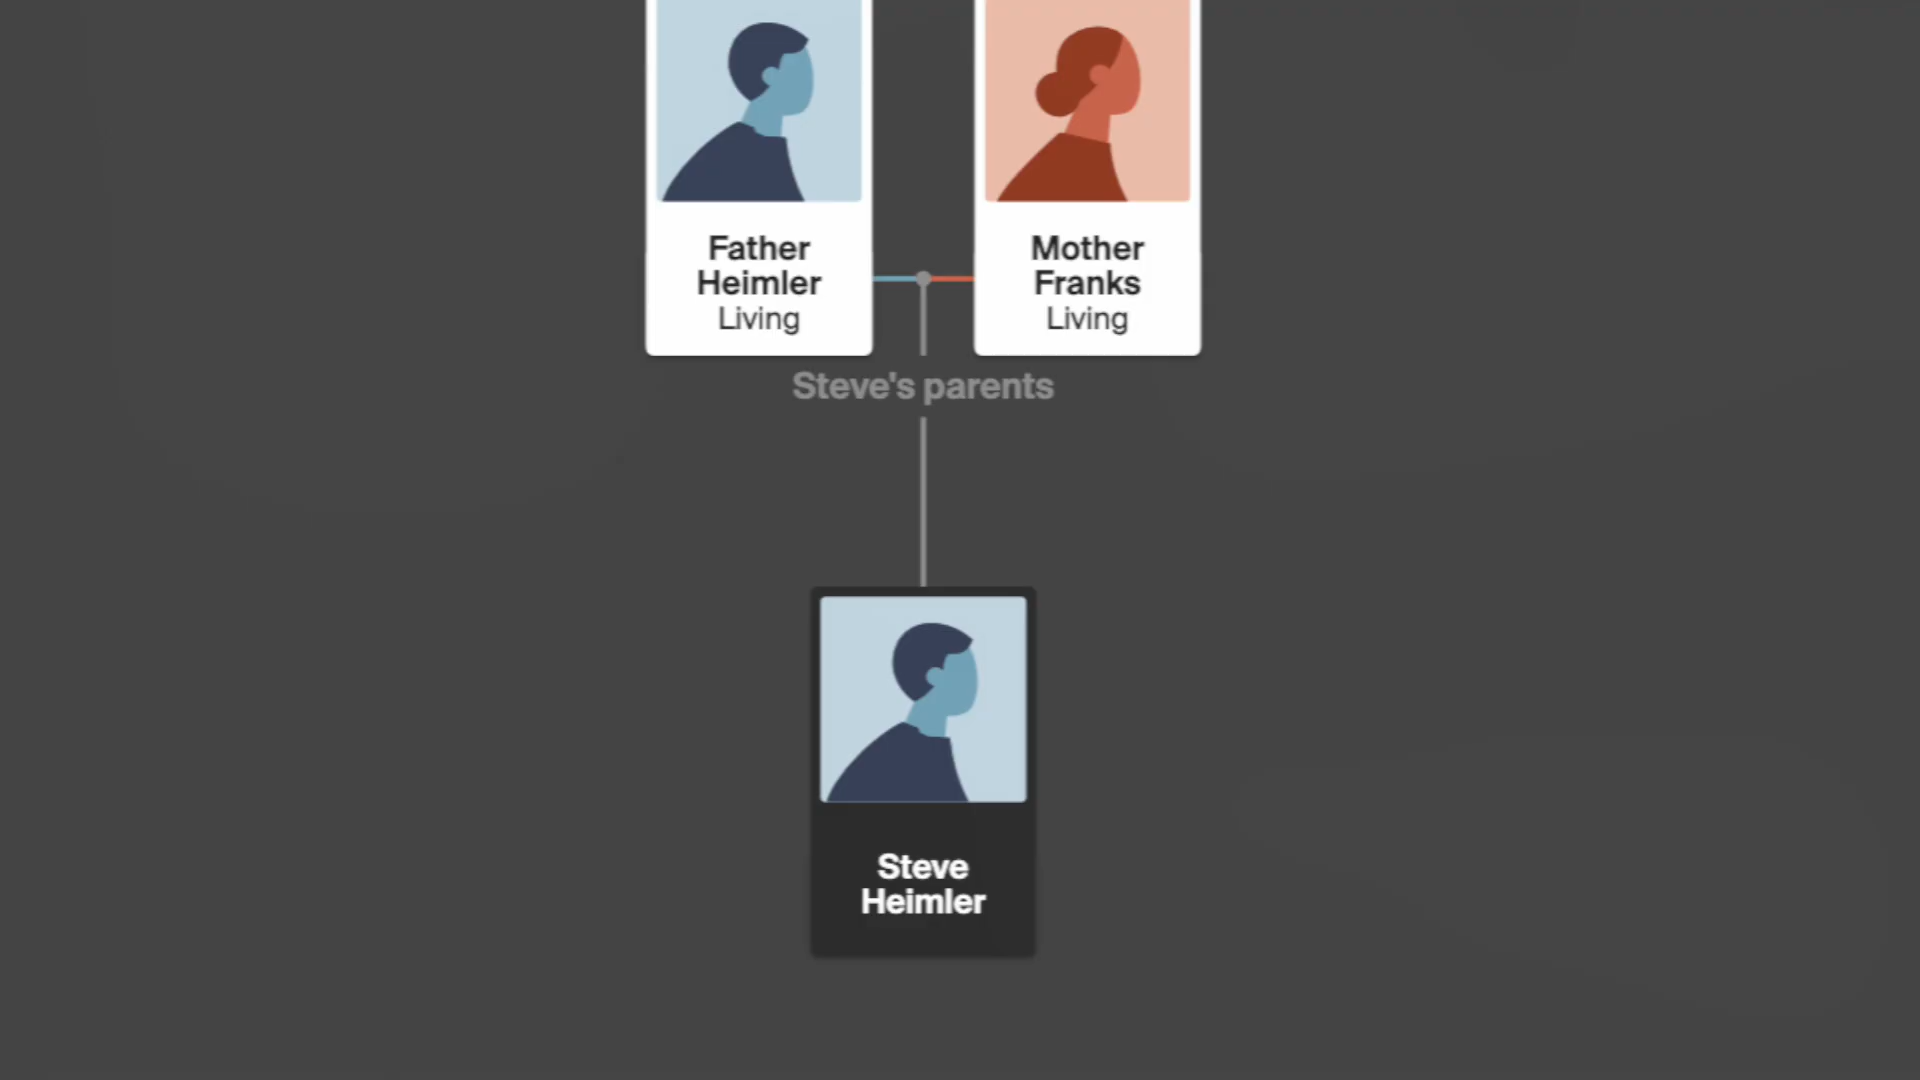 Father
Heimler
Living
Mother
Franks
Living
Steve's parents
Steve
Heimler